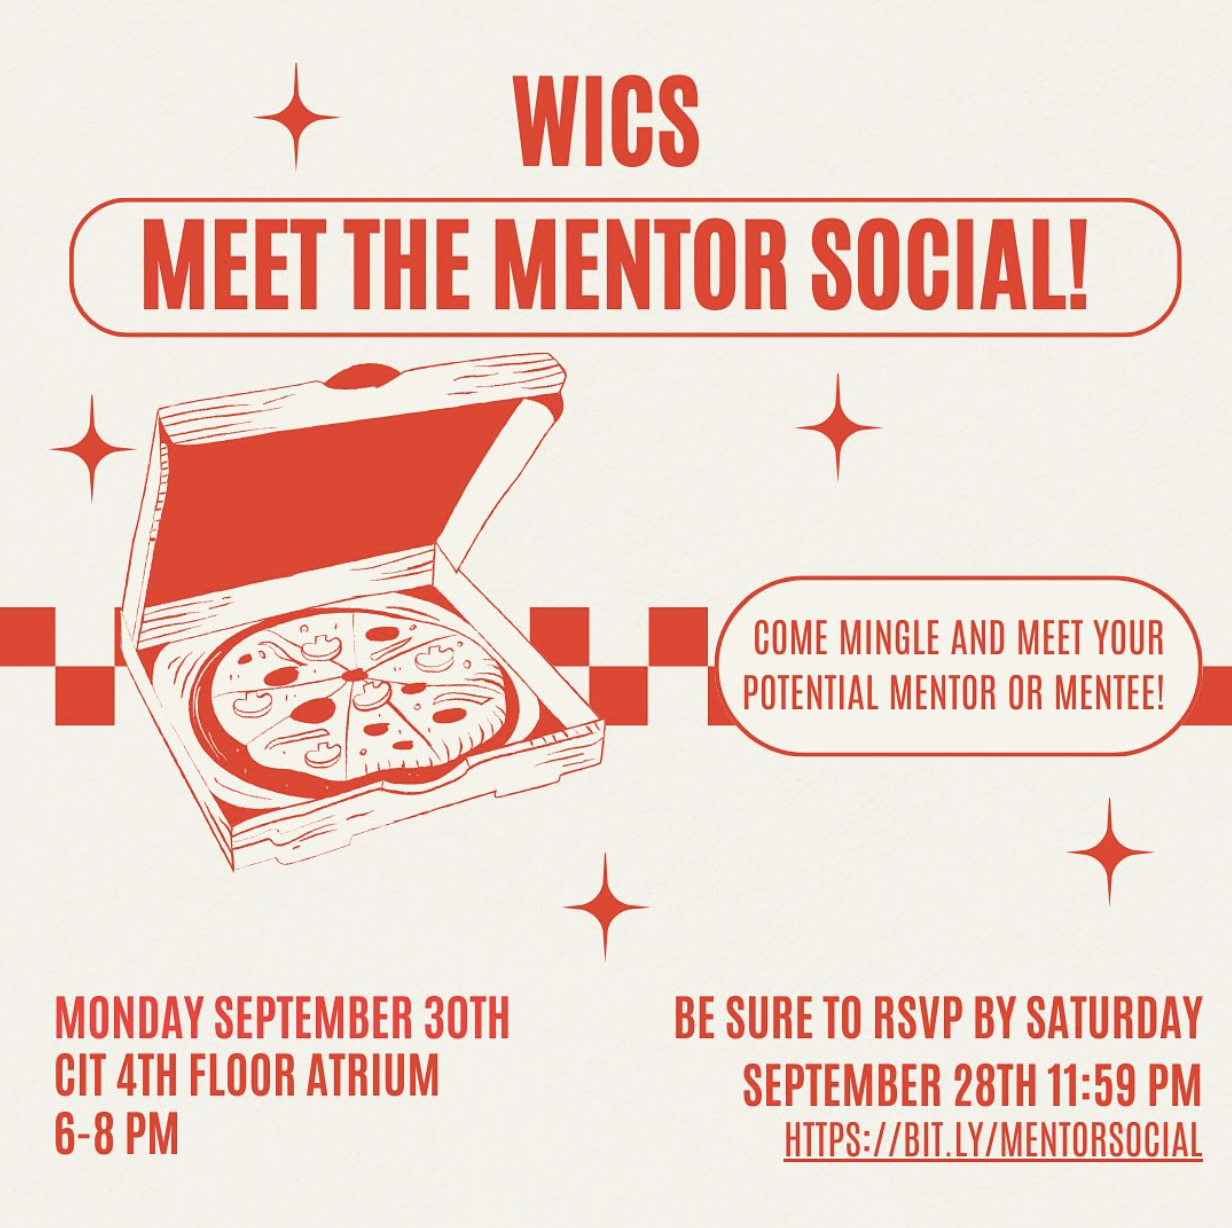 WICS
MEET THE MENTOR SOCIAL!
COME MINGLE AND MEET YOUR
POTENTIAL MENTOR OR MENTEE!
MONDAY SEPTEMBER 30TH
CIT 4TH FLOOR ATRIUM
6-8 PM
BE SURE TO RSVP BY SATURDAY
SEPTEMBER 28TH 11:59 PM
HTTPS://BIT.LY/MENTORSOCIAL